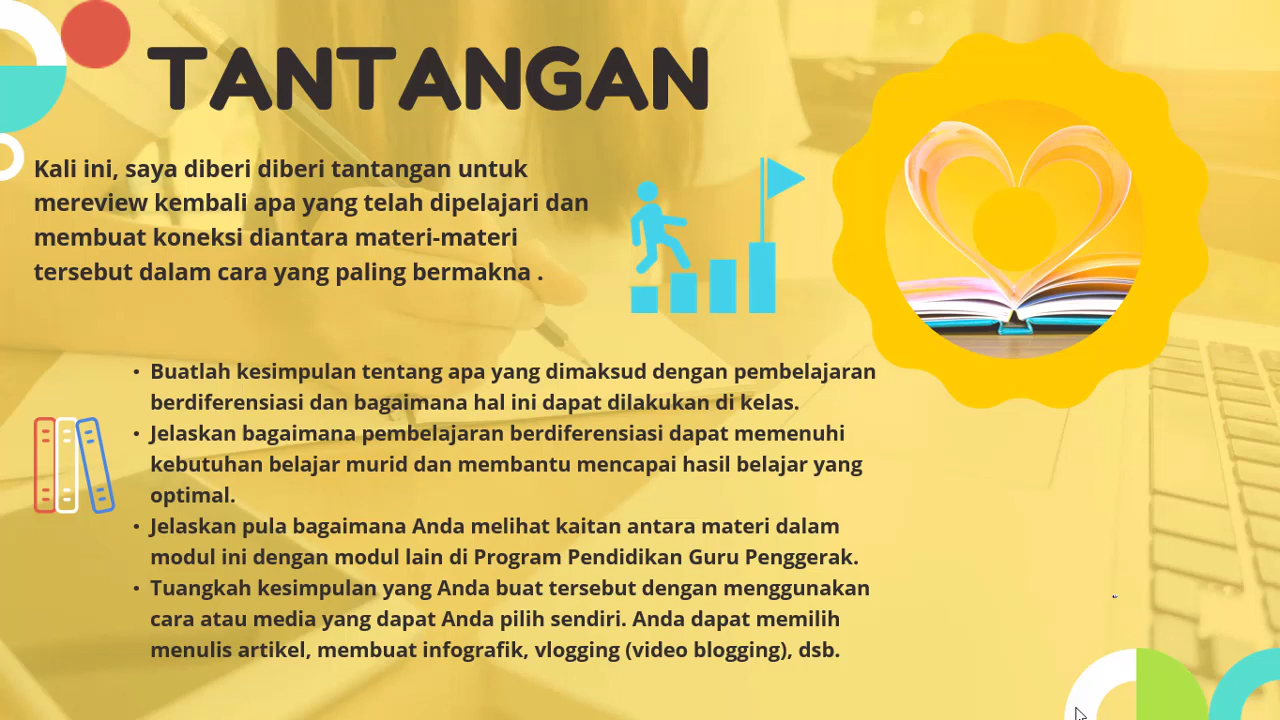 TANTANGAN
Kali ini, saya diberi diberi tantangan untuk
mereview kembali apa yang telah dipelajari dan
membuat koneksi diantara materi-materi
tersebut dalam cara yang paling bermakna .
• Buatlah kesimpulan tentang apa yang dimaksud dengan pembelajaran
berdiferensiasi dan bagaimana hal ini dapat dilakukan di kelas.
• Jelaskan bagaimana pembelajaran berdiferensiasi dapat memenuhi
kebutuhan belajar murid dan membantu mencapai hasil belajar yang
optimal.
• Jelaskan pula bagaimana Anda melihat kaitan antara materi dalam
modul ini dengan modul lain di Program Pendidikan Guru Penggerak.
• Tuangkah kesimpulan yang Anda buat tersebut dengan menggunakan
cara atau media yang dapat Anda pilih sendiri. Anda dapat memilih
menulis artikel, membuat infografik, vlogging (video blogging), dsb.